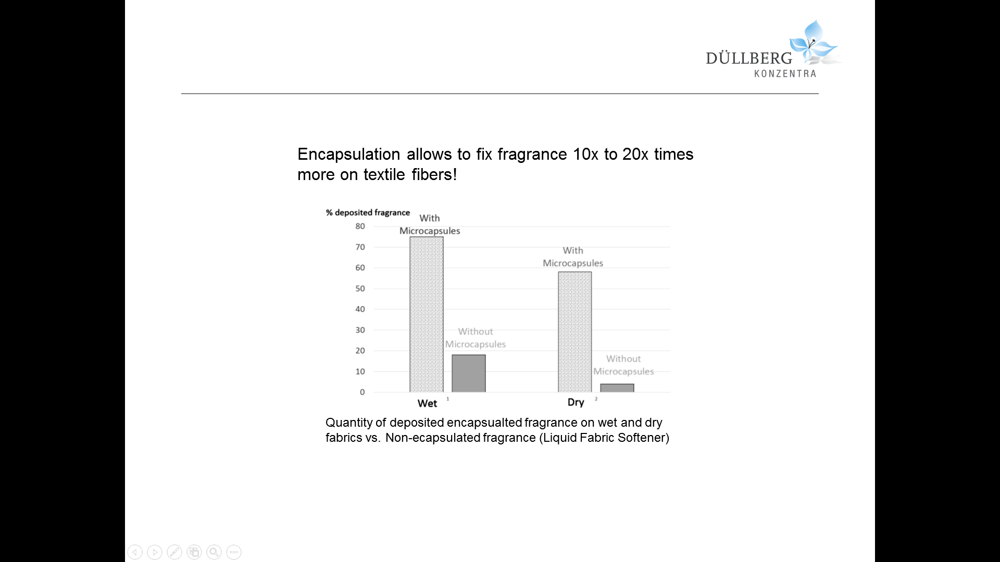 DÜLLBERG
KONZENTRA
Encapsulation allows to fix fragrance 10x to 20x times
more on textile fibers!
% deposited fragrance
With
Microcapsules
80
70
60
50
40
30
20
10
0
Without
Microcapsules
With
Microcapsules
Without
Microcapsules
Wet 1
Dry 2
Quantity of deposited encapsualted fragrance on wet and dry
fabrics vs. Non-ecapsulated fragrance (Liquid Fabric Softener)